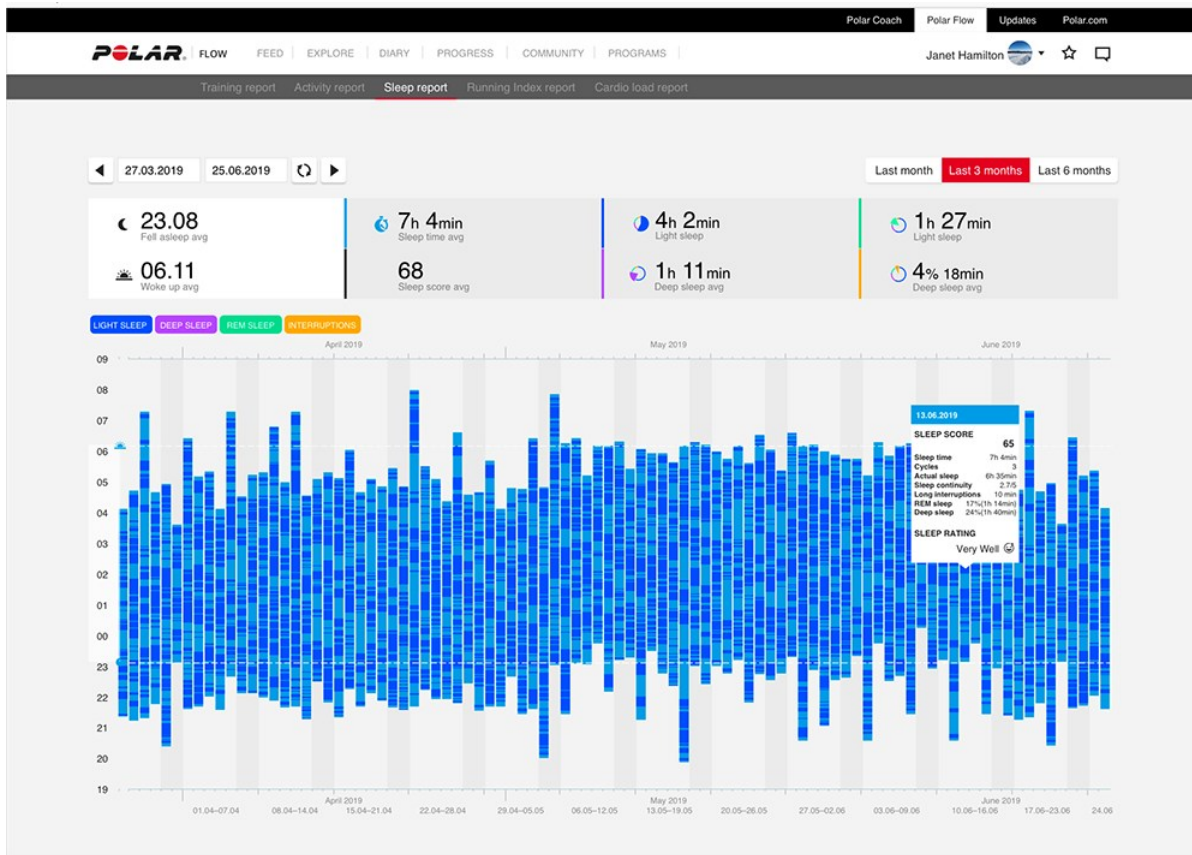 Polar Coach Polar Flow Updates Polar.com
POLAR. FLOW FEED EXPLORE DIARY PROGRESS COMMUNITY PROGRAMS Janet Hamilton
Training report Activity report Sleep report Running Index report Cardio load report
27.03.2019 25.06.2019 Last month Last 3 months Last 6 months
23.08 7h 4min 4h 2min 1h 27min
Fell asleep avg Sleep time avg Light sleep Light sleep
06.11 68 1h 11min 4% 18min
Woke up avg Sleep score avg Deep sleep avg Deep sleep avg
LIGHT SLEEP DEEP SLEEP REM SLEEP INTERRUPTIONS
April 2019 May 2019 June 2019
09
08
07
06
05
04
03
02
01
00
23
22
21
20
19
13.06.2019
SLEEP SCORE
65
Sleep time 7h 4min
Cycles 3
Actual sleep 6h 35min
Sleep continuity 2.7/5
Long interruptions 10 min
REM sleep 17%(1h 14min)
Deep sleep 24%(1h 40min)
SLEEP RATING
Very Well
April 2019 May 2019 June 2019
01.04–07.04 08.04–14.04 15.04–21.04 22.04–28.04 29.04–05.05 06.05–12.05 13.05–19.05 20.05–26.05 27.05–02.06 03.06–09.06 10.06–16.06 17.06–23.06 24.06